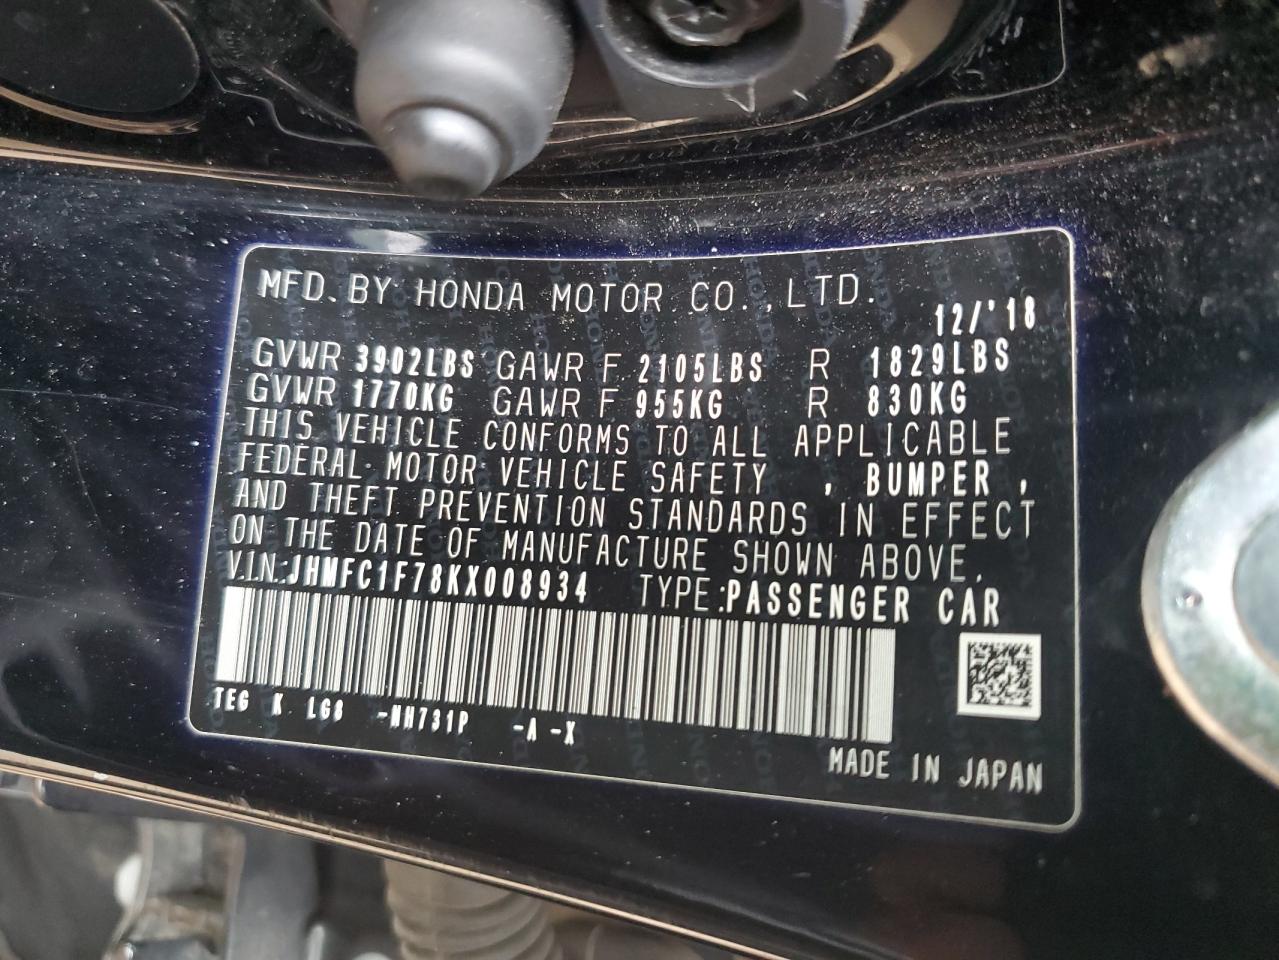 MFD. BY HONDA MOTOR CO., LTD.
12/'18
GVWR 3902LBS GAWR F 2105LBS R 1829LBS
GVWR 1770KG GAWR F 955KG R 830KG
THIS VEHICLE CONFORMS TO ALL APPLICABLE
FEDERAL MOTOR VEHICLE SAFETY , BUMPER ,
AND THEFT PREVENTION STANDARDS IN EFFECT
ON THE DATE OF MANUFACTURE SHOWN ABOVE.
V.I.N.:JHMFC1F78KX008934 TYPE:PASSENGER CAR
TEG K LG8 -NH731P -A -X
MADE IN JAPAN